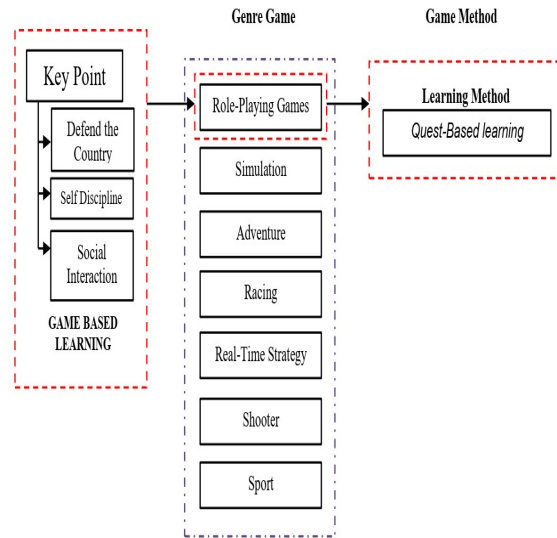 Genre Game
Game Method
Key Point
Defend the
Country
Self Discipline
Social
Interaction
GAME BASED
LEARNING
Role-Playing Games
Simulation
Adventure
Racing
Real-Time Strategy
Shooter
Sport
Learning Method
Quest-Based learning